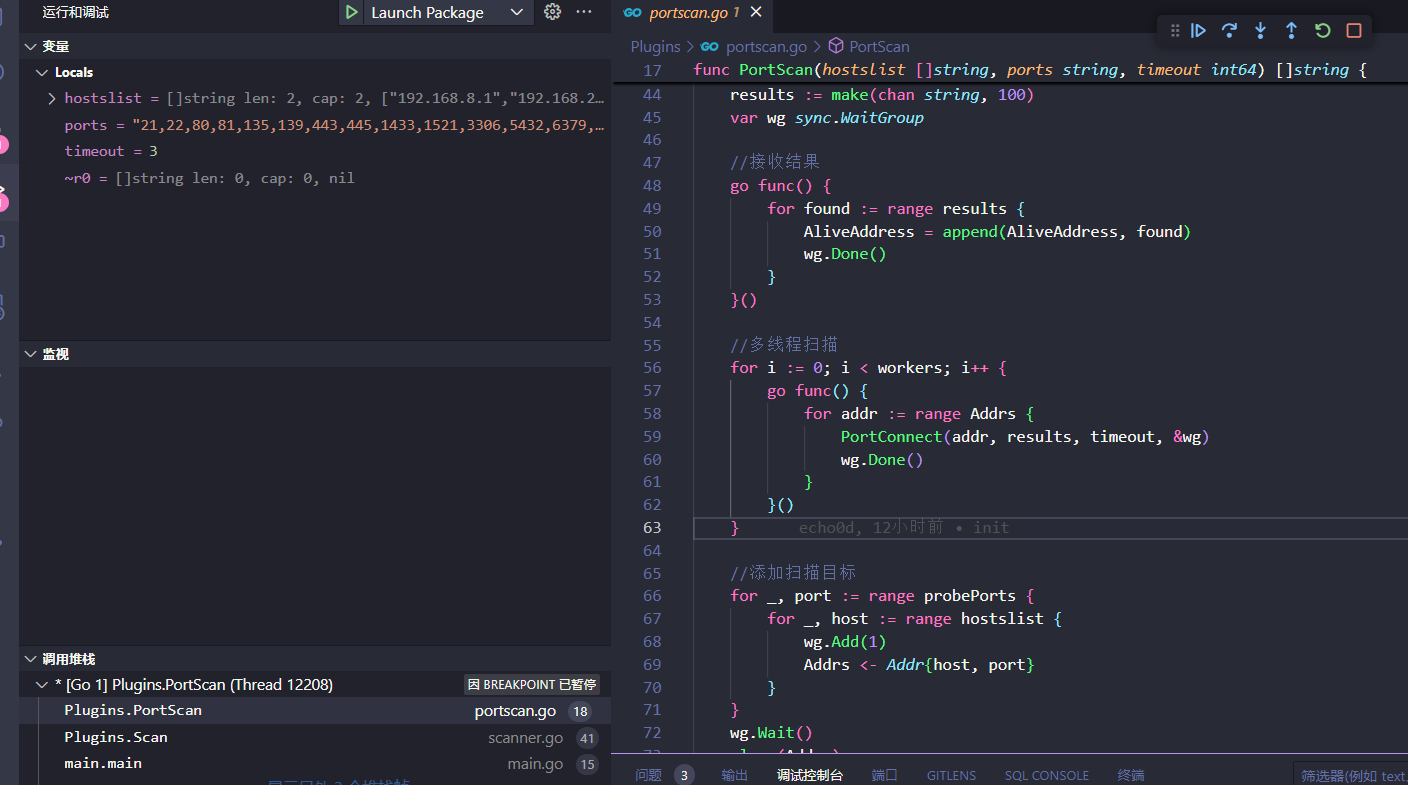 运行和调试
Launch Package
变量
Locals
hostslist = []string len: 2, cap: 2, ["192.168.8.1","192.168.2...
ports = "21,22,80,81,135,139,443,445,1433,1521,3306,5432,6379,...
timeout = 3
~r0 = []string len: 0, cap: 0, nil
监视
调用堆栈
* [Go 1] Plugins.PortScan (Thread 12208) 因 BREAKPOINT 已暂停
Plugins.PortScan portscan.go 18
Plugins.Scan scanner.go 41
main.main main.go 15
GO portscan.go 1
Plugins > GO portscan.go > PortScan
17 func PortScan(hostslist []string, ports string, timeout int64) []string {
44 results := make(chan string, 100)
45 var wg sync.WaitGroup
46
47 //接收结果
48 go func() {
49 for found := range results {
50 AliveAddress = append(AliveAddress, found)
51 wg.Done()
52 }
53 }()
54
55 //多线程扫描
56 for i := 0; i < workers; i++ {
57 go func() {
58 for addr := range Addrs {
59 PortConnect(addr, results, timeout, &wg)
60 wg.Done()
61 }
62 }()
63 } echo0d, 12小时前 • init
64
65 //添加扫描目标
66 for _, port := range probePorts {
67 for _, host := range hostslist {
68 wg.Add(1)
69 Addrs <- Addr{host, port}
70 }
71 }
72 wg.Wait()
问题 3 输出 调试控制台 端口 GITLENS SQL CONSOLE 终端
筛选器(例如 text,